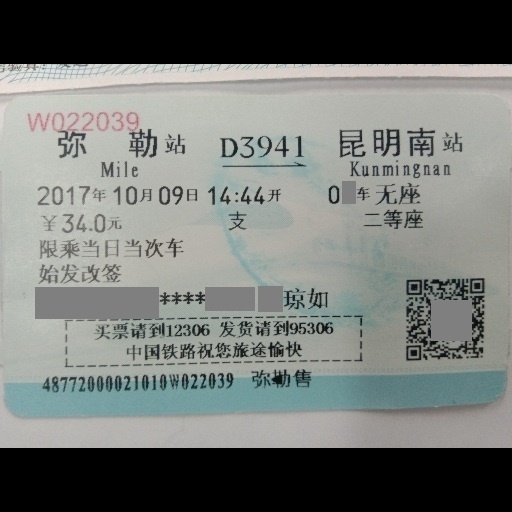 W022039
弥勒站 D3941 昆明南站
Mile Kunmingnan
2017年10月09日 14:44开 0车 无座
￥34.0元 支 二等座
限乘当日当次车
始发改签
****琼如
买票请到12306 发货请到95306
中国铁路祝您旅途愉快
48772000021010W022039 弥勒售